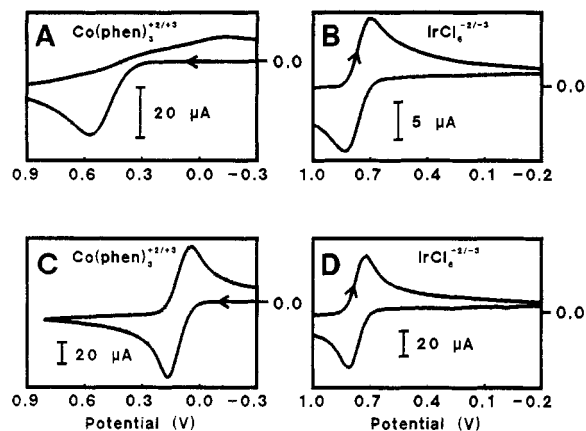 A Co(phen)₃⁺²/⁺³
0.0
20 μA
0.9 0.6 0.3 0.0 −0.3
B IrCl₆⁻²/⁻³
0.0
5 μA
1.0 0.7 0.4 0.1 −0.2
C Co(phen)₃⁺²/⁺³
0.0
20 μA
0.9 0.6 0.3 0.0 −0.3
Potential (V)
D IrCl₆⁻²/⁻³
0.0
20 μA
1.0 0.7 0.4 0.1 −0.2
Potential (V)